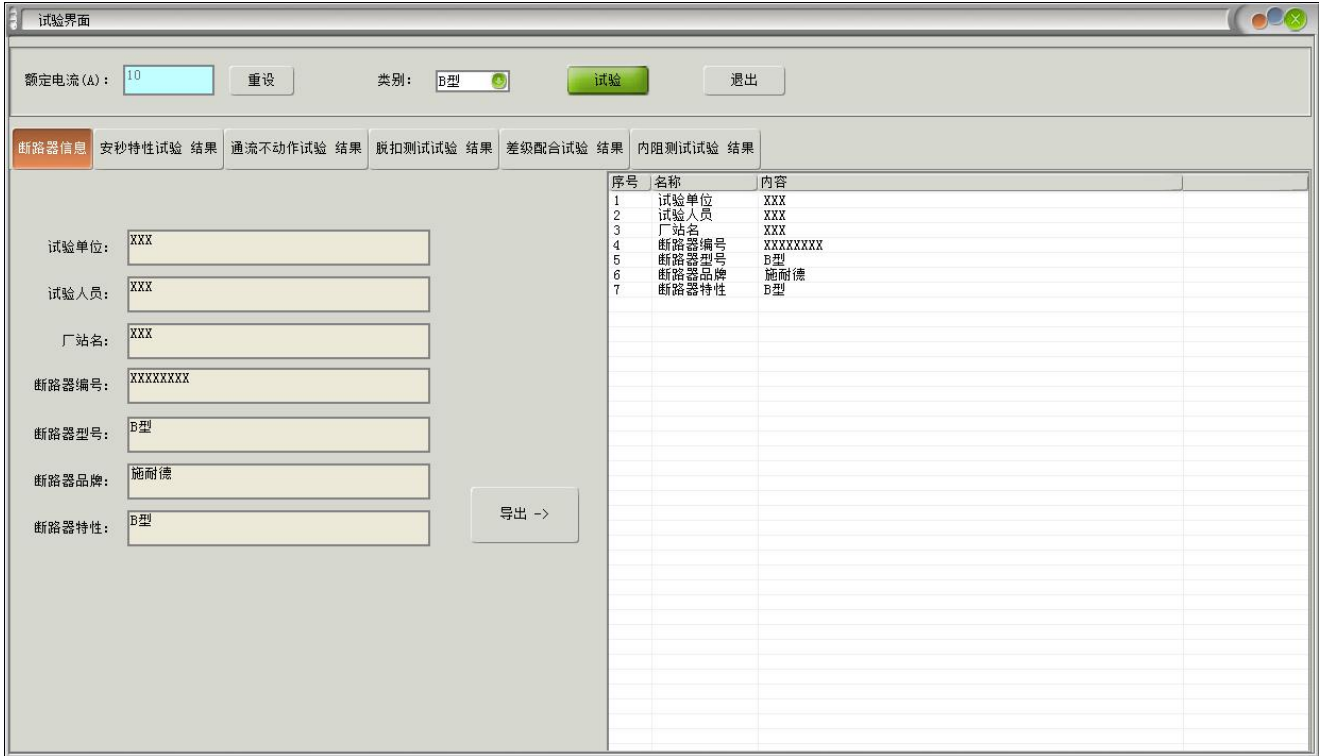 试验界面
额定电流(A): 10 重设 类别: B型 试验 退出
断路器信息 安秒特性试验 结果 通流不动作试验 结果 脱扣测试试验 结果 差级配合试验 结果 内阻测试试验 结果
试验单位: XXX
试验人员: XXX
厂站名: XXX
断路器编号: XXXXXXXX
断路器型号: B型
断路器品牌: 施耐德
断路器特性: B型
导出 ->
序号 名称 内容
1 试验单位 XXX
2 试验人员 XXX
3 厂站名 XXX
4 断路器编号 XXXXXXXX
5 断路器型号 B型
6 断路器品牌 施耐德
7 断路器特性 B型